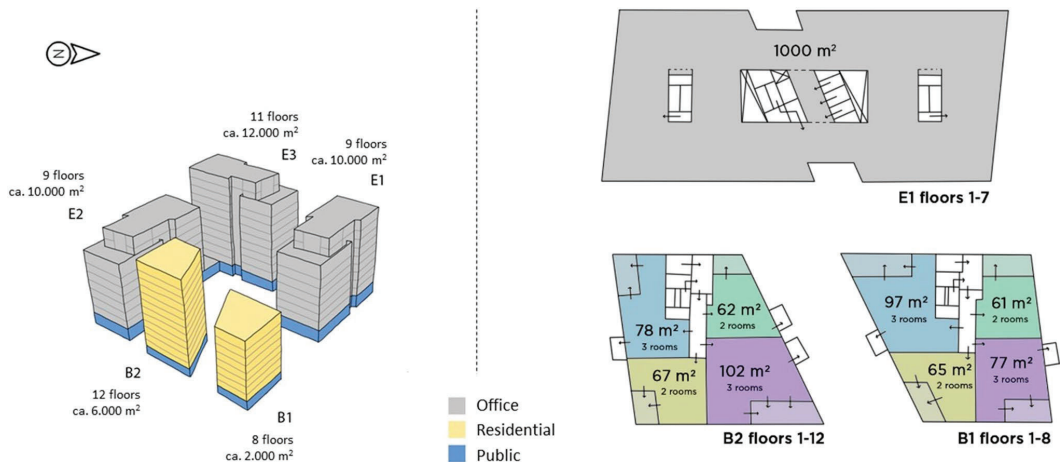 N
11 floors
ca. 12.000 m²
E3
9 floors
ca. 10.000 m²
E1
9 floors
ca. 10.000 m²
E2
B2
12 floors
ca. 6.000 m²
B1
8 floors
ca. 2.000 m²
Office
Residential
Public
1000 m²
E1 floors 1-7
78 m²
3 rooms
62 m²
2 rooms
67 m²
2 rooms
102 m²
3 rooms
B2 floors 1-12
97 m²
3 rooms
61 m²
2 rooms
65 m²
2 rooms
77 m²
3 rooms
B1 floors 1-8